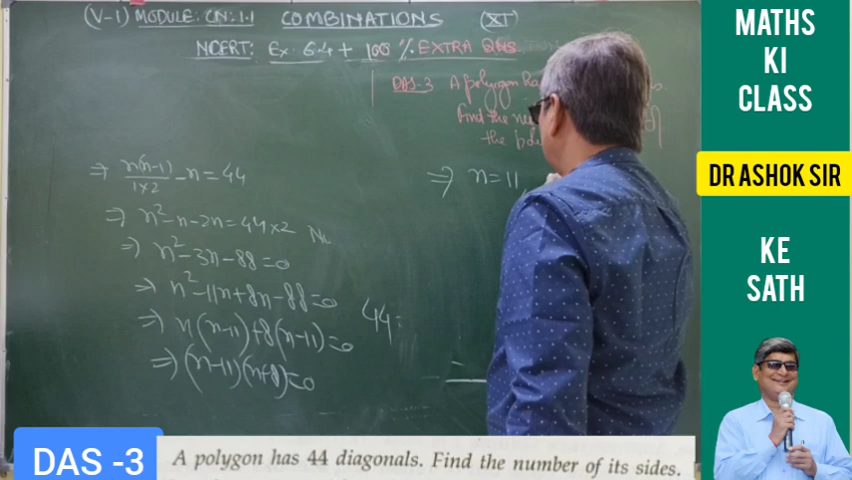 (V-1) MODULE: CN: 1.1 COMBINATIONS (XI)
NCERT: Ex. 6.4 + 100 % EXTRA QNS
DAS-3 A polygon ha
find the nu
the
⇒ n(n-1)/1×2 - n = 44
⇒ n² - n - 2n = 44×2
⇒ n² - 3n - 88 = 0
⇒ n² - 11n + 8n - 88 = 0
⇒ n(n-11) + 8(n-11) = 0
⇒ (n-11)(n+8) = 0
44 =
⇒ n = 11,
MATHS
KI
CLASS
DR ASHOK SIR
KE
SATH
DAS -3
A polygon has 44 diagonals. Find the number of its sides.